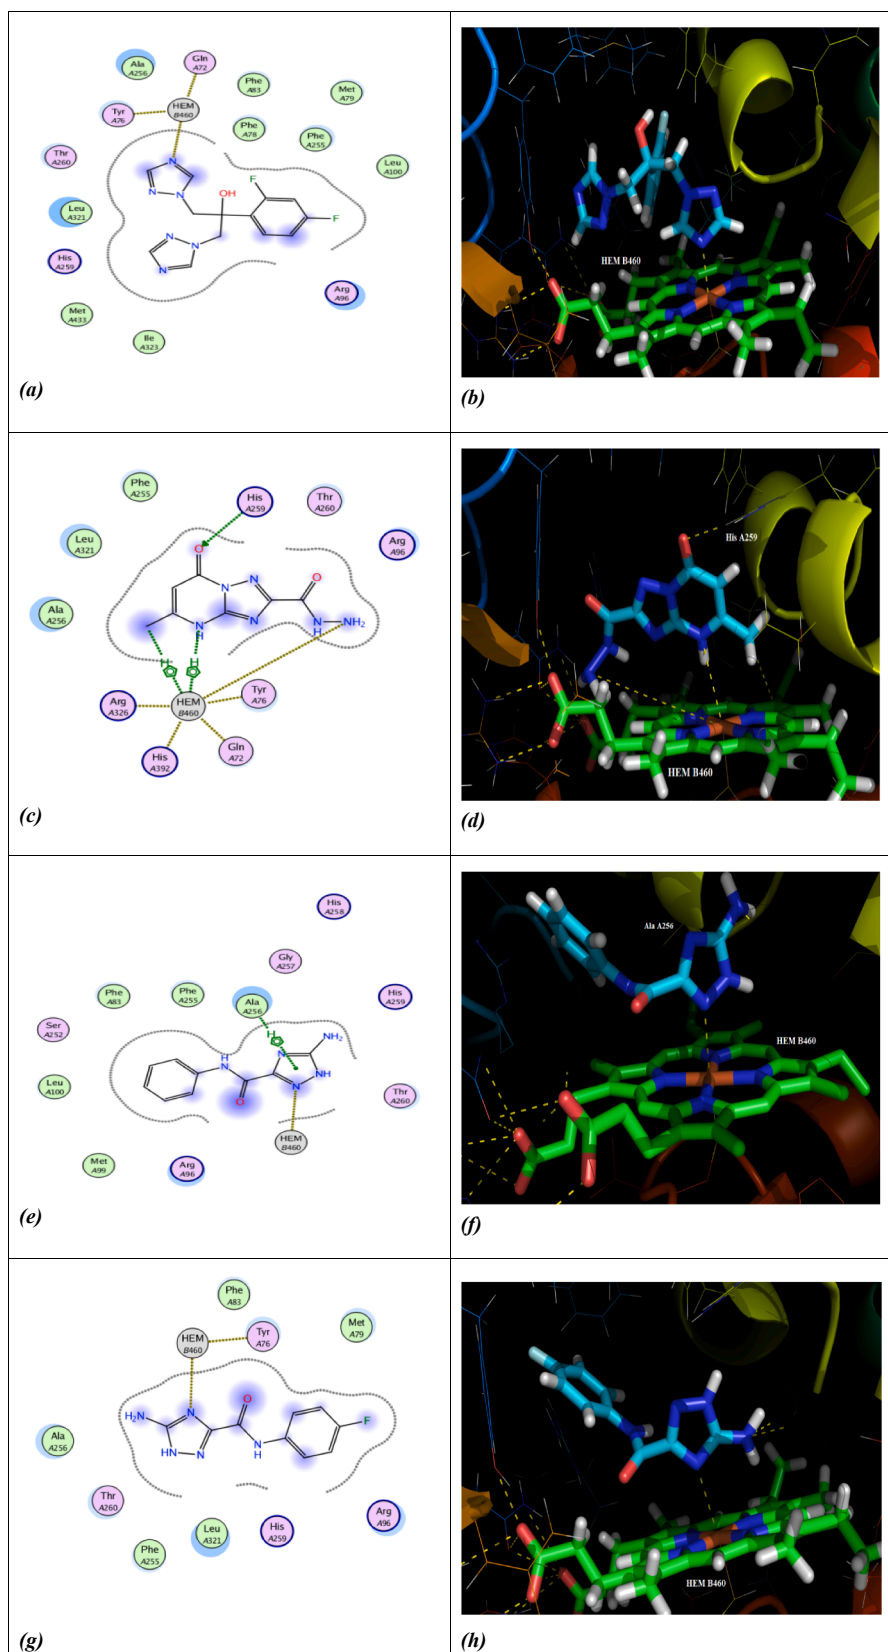 Ala
A256
Gln
A72
Phe
A83
Met
A79
HEM
B460
Tyr
A76
Phe
A78
Phe
A255
Thr
A260
Leu
A100
N
N
N
F
OH
Leu
A321
F
N
N
N
His
A259
Arg
A96
Met
A433
Ile
A323
(a)
HEM B460
(b)
Phe
A255
His
A259
Thr
A260
Leu
A321
Arg
A96
O
N
N
O
Ala
A256
N
H
N
N
H
NH2
H
H
Arg
A326
HEM
B460
Tyr
A76
His
A392
Gln
A72
(c)
His A259
HEM B460
(d)
His
A258
Gly
A257
Phe
A83
Phe
A255
Ala
A256
His
A259
Ser
A252
H
NH2
H
N
N
NH
Leu
A100
O
N
Thr
A260
HEM
B460
Met
A99
Arg
A96
(e)
Ala A256
HEM B460
(f)
Phe
A83
HEM
B460
Tyr
A76
Met
A79
O
H2N
N
F
Ala
A256
HN
N
N
H
Thr
A260
Leu
A321
His
A259
Arg
A96
Phe
A255
(g)
HEM B460
(h)